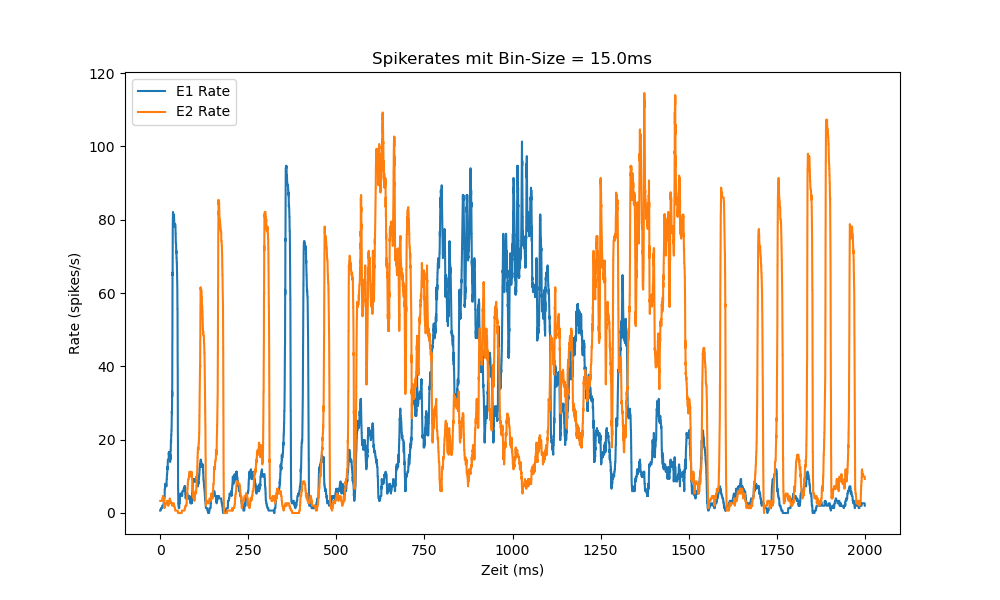 Spikerates mit Bin-Size = 15.0ms
E1 Rate
E2 Rate
Rate (spikes/s)
120
100
80
60
40
20
0
0 250 500 750 1000 1250 1500 1750 2000
Zeit (ms)